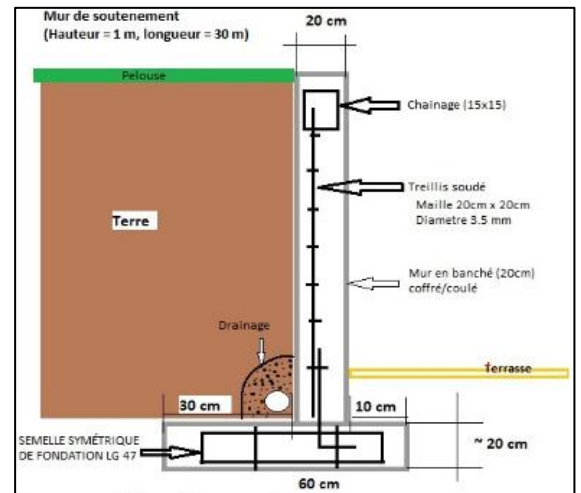 Mur de soutenement
(Hauteur = 1 m, longueur = 30 m)
20 cm
Pelouse
Chainage (15x15)
Treillis soudé
Maille 20cm x 20cm
Diametre 3.5 mm
Terre
Mur en banché (20cm)
coffré/coulé
Drainage
Terrasse
30 cm
10 cm
SEMELLE SYMÉTRIQUE
DE FONDATION LG 47
~ 20 cm
60 cm